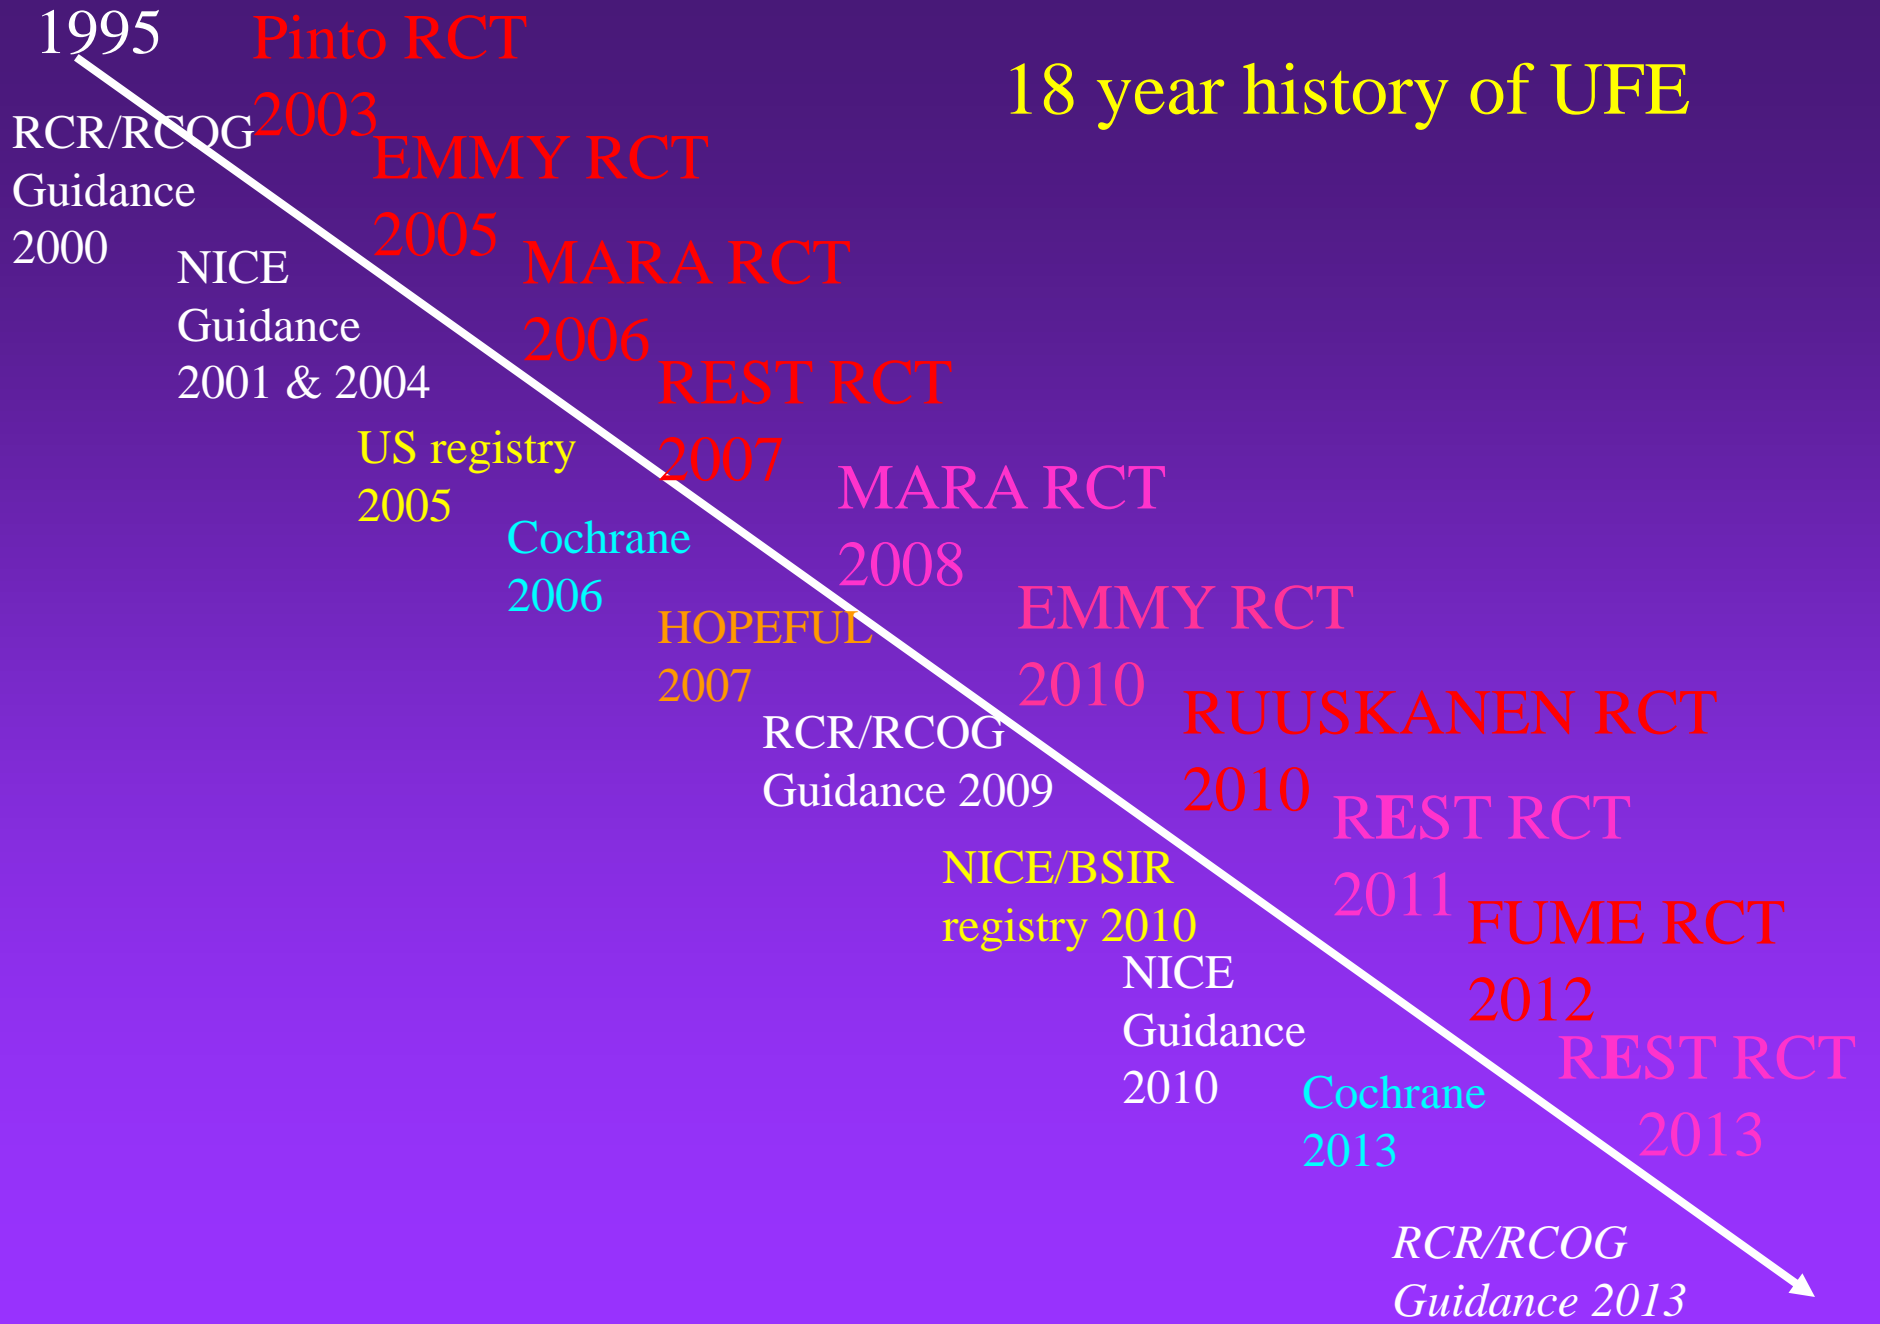 1995
Pinto RCT
2003
18 year history of UFE
RCR/RCOG
Guidance
2000
EMMY RCT
2005
NICE
Guidance
2001 & 2004
MARA RCT
2006
REST RCT
2007
US registry
2005
MARA RCT
2008
Cochrane
2006
EMMY RCT
2010
HOPEFUL
2007
RUUSKANEN RCT
2010
RCR/RCOG
Guidance 2009
REST RCT
2011
NICE/BSIR
registry 2010
FUME RCT
2012
NICE
Guidance
2010
REST RCT
2013
Cochrane
2013
RCR/RCOG
Guidance 2013